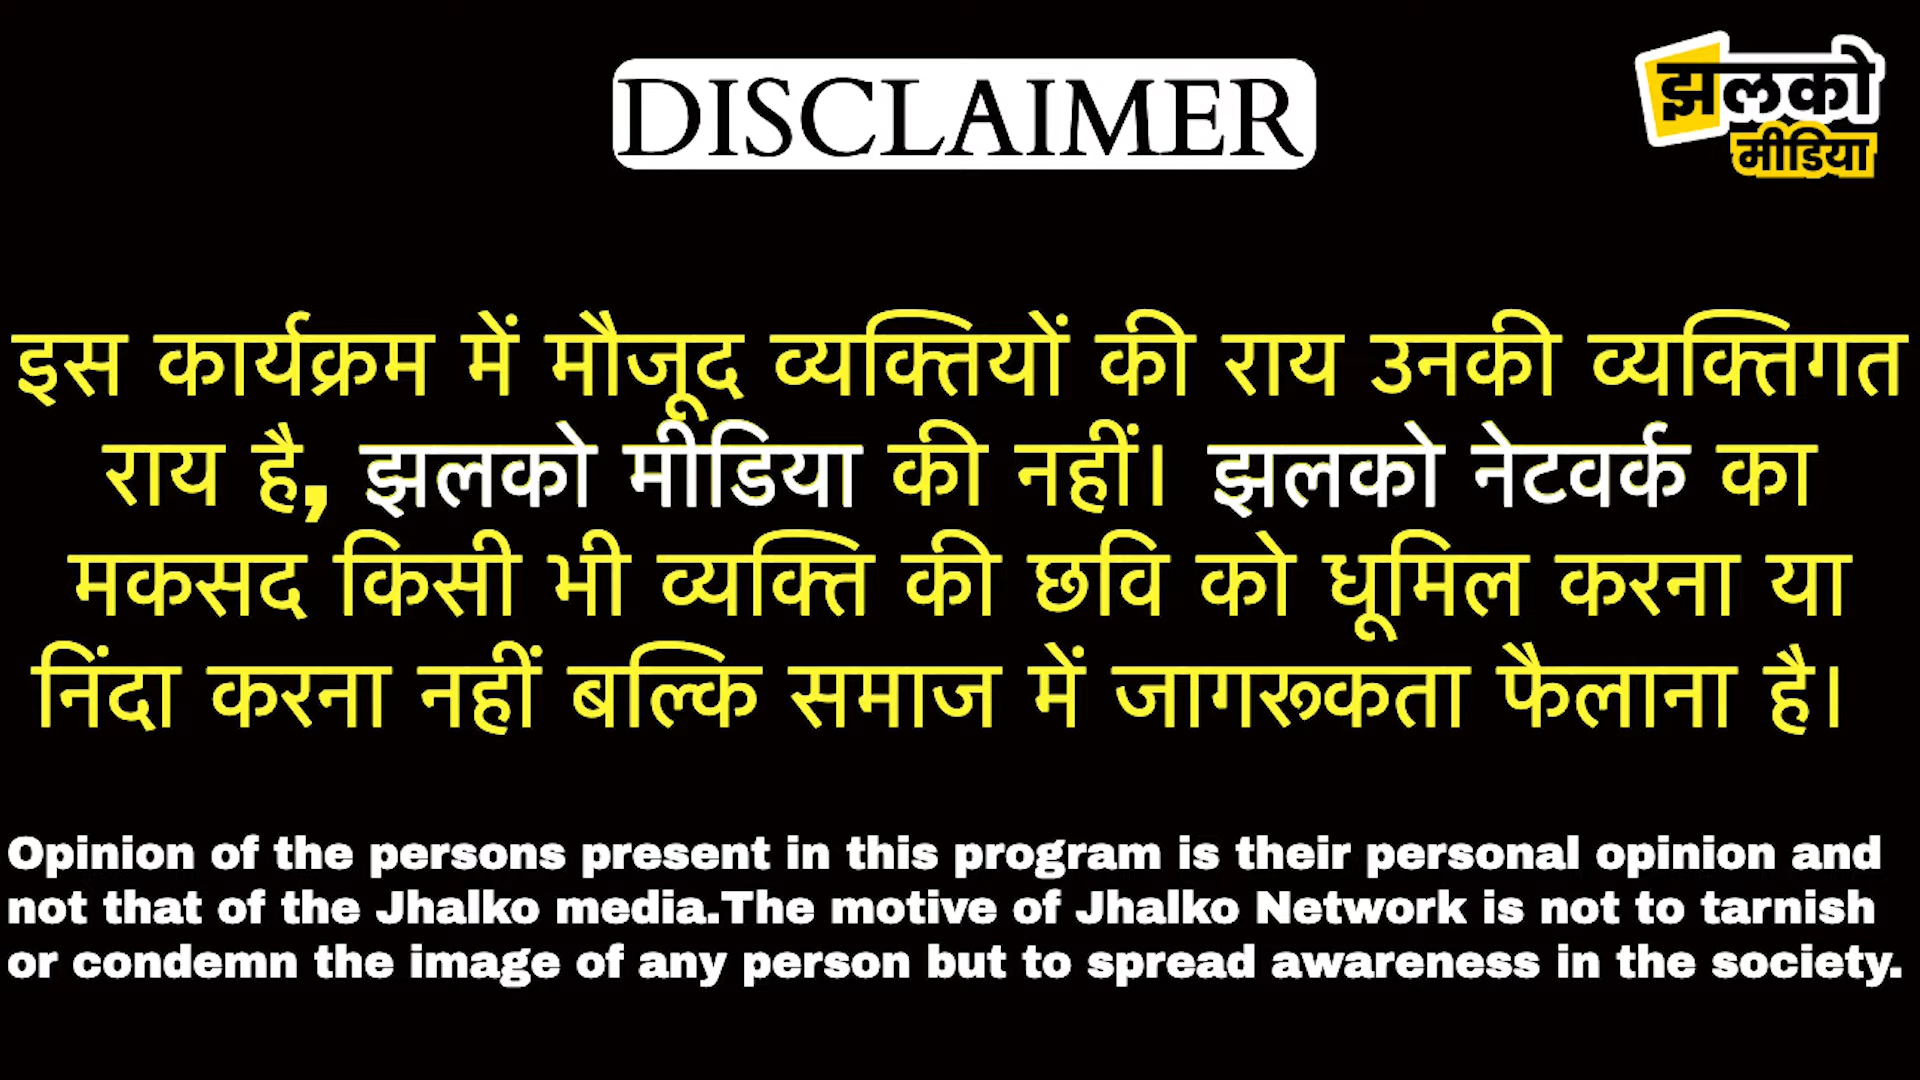 DISCLAIMER
झलको
मीडिया
इस कार्यक्रम में मौजूद व्यक्तियों की राय उनकी व्यक्तिगत
राय है, झलको मीडिया की नहीं। झलको नेटवर्क का
मकसद किसी भी व्यक्ति की छवि को धूमिल करना या
निंदा करना नहीं बल्कि समाज में जागरूकता फैलाना है।
Opinion of the persons present in this program is their personal opinion and
not that of the Jhalko media.The motive of Jhalko Network is not to tarnish
or condemn the image of any person but to spread awareness in the society.